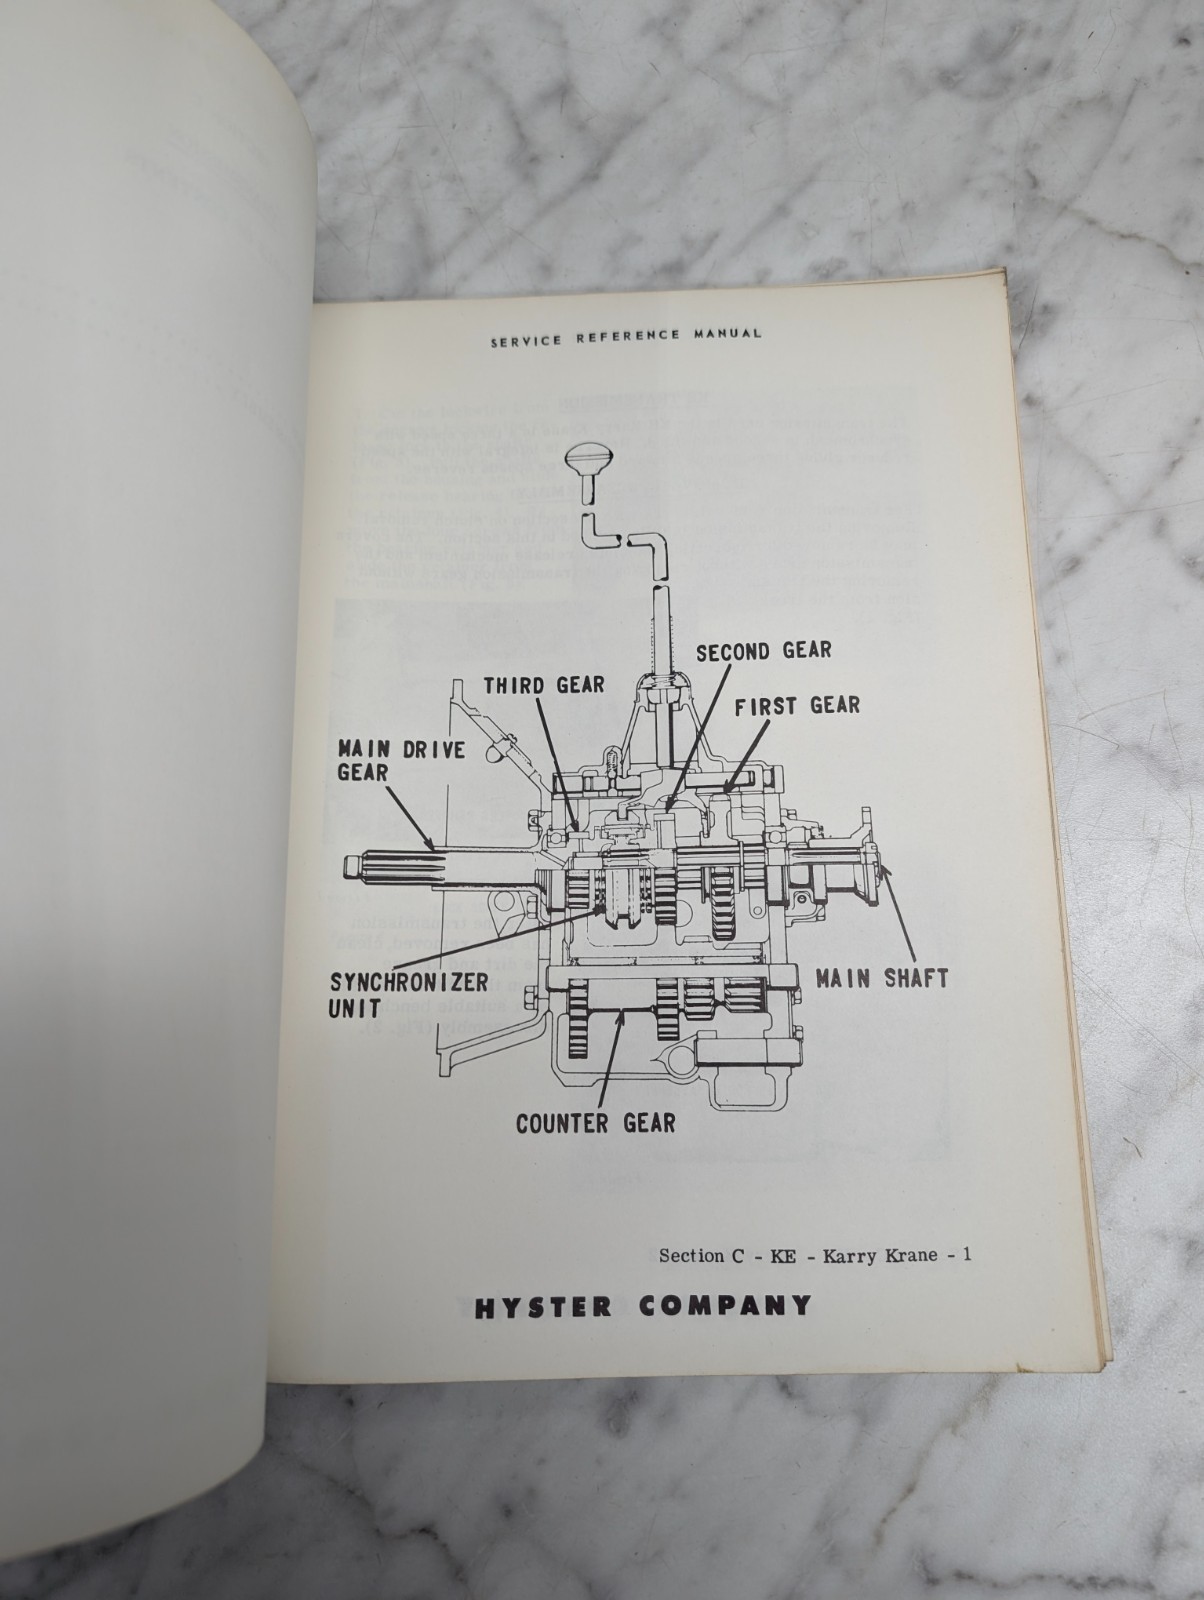 SERVICE REFERENCE MANUAL
SECOND GEAR
THIRD GEAR
FIRST GEAR
MAIN DRIVE
GEAR
SYNCHRONIZER
UNIT
MAIN SHAFT
COUNTER GEAR
Section C - KE - Karry Krane - 1
HYSTER COMPANY